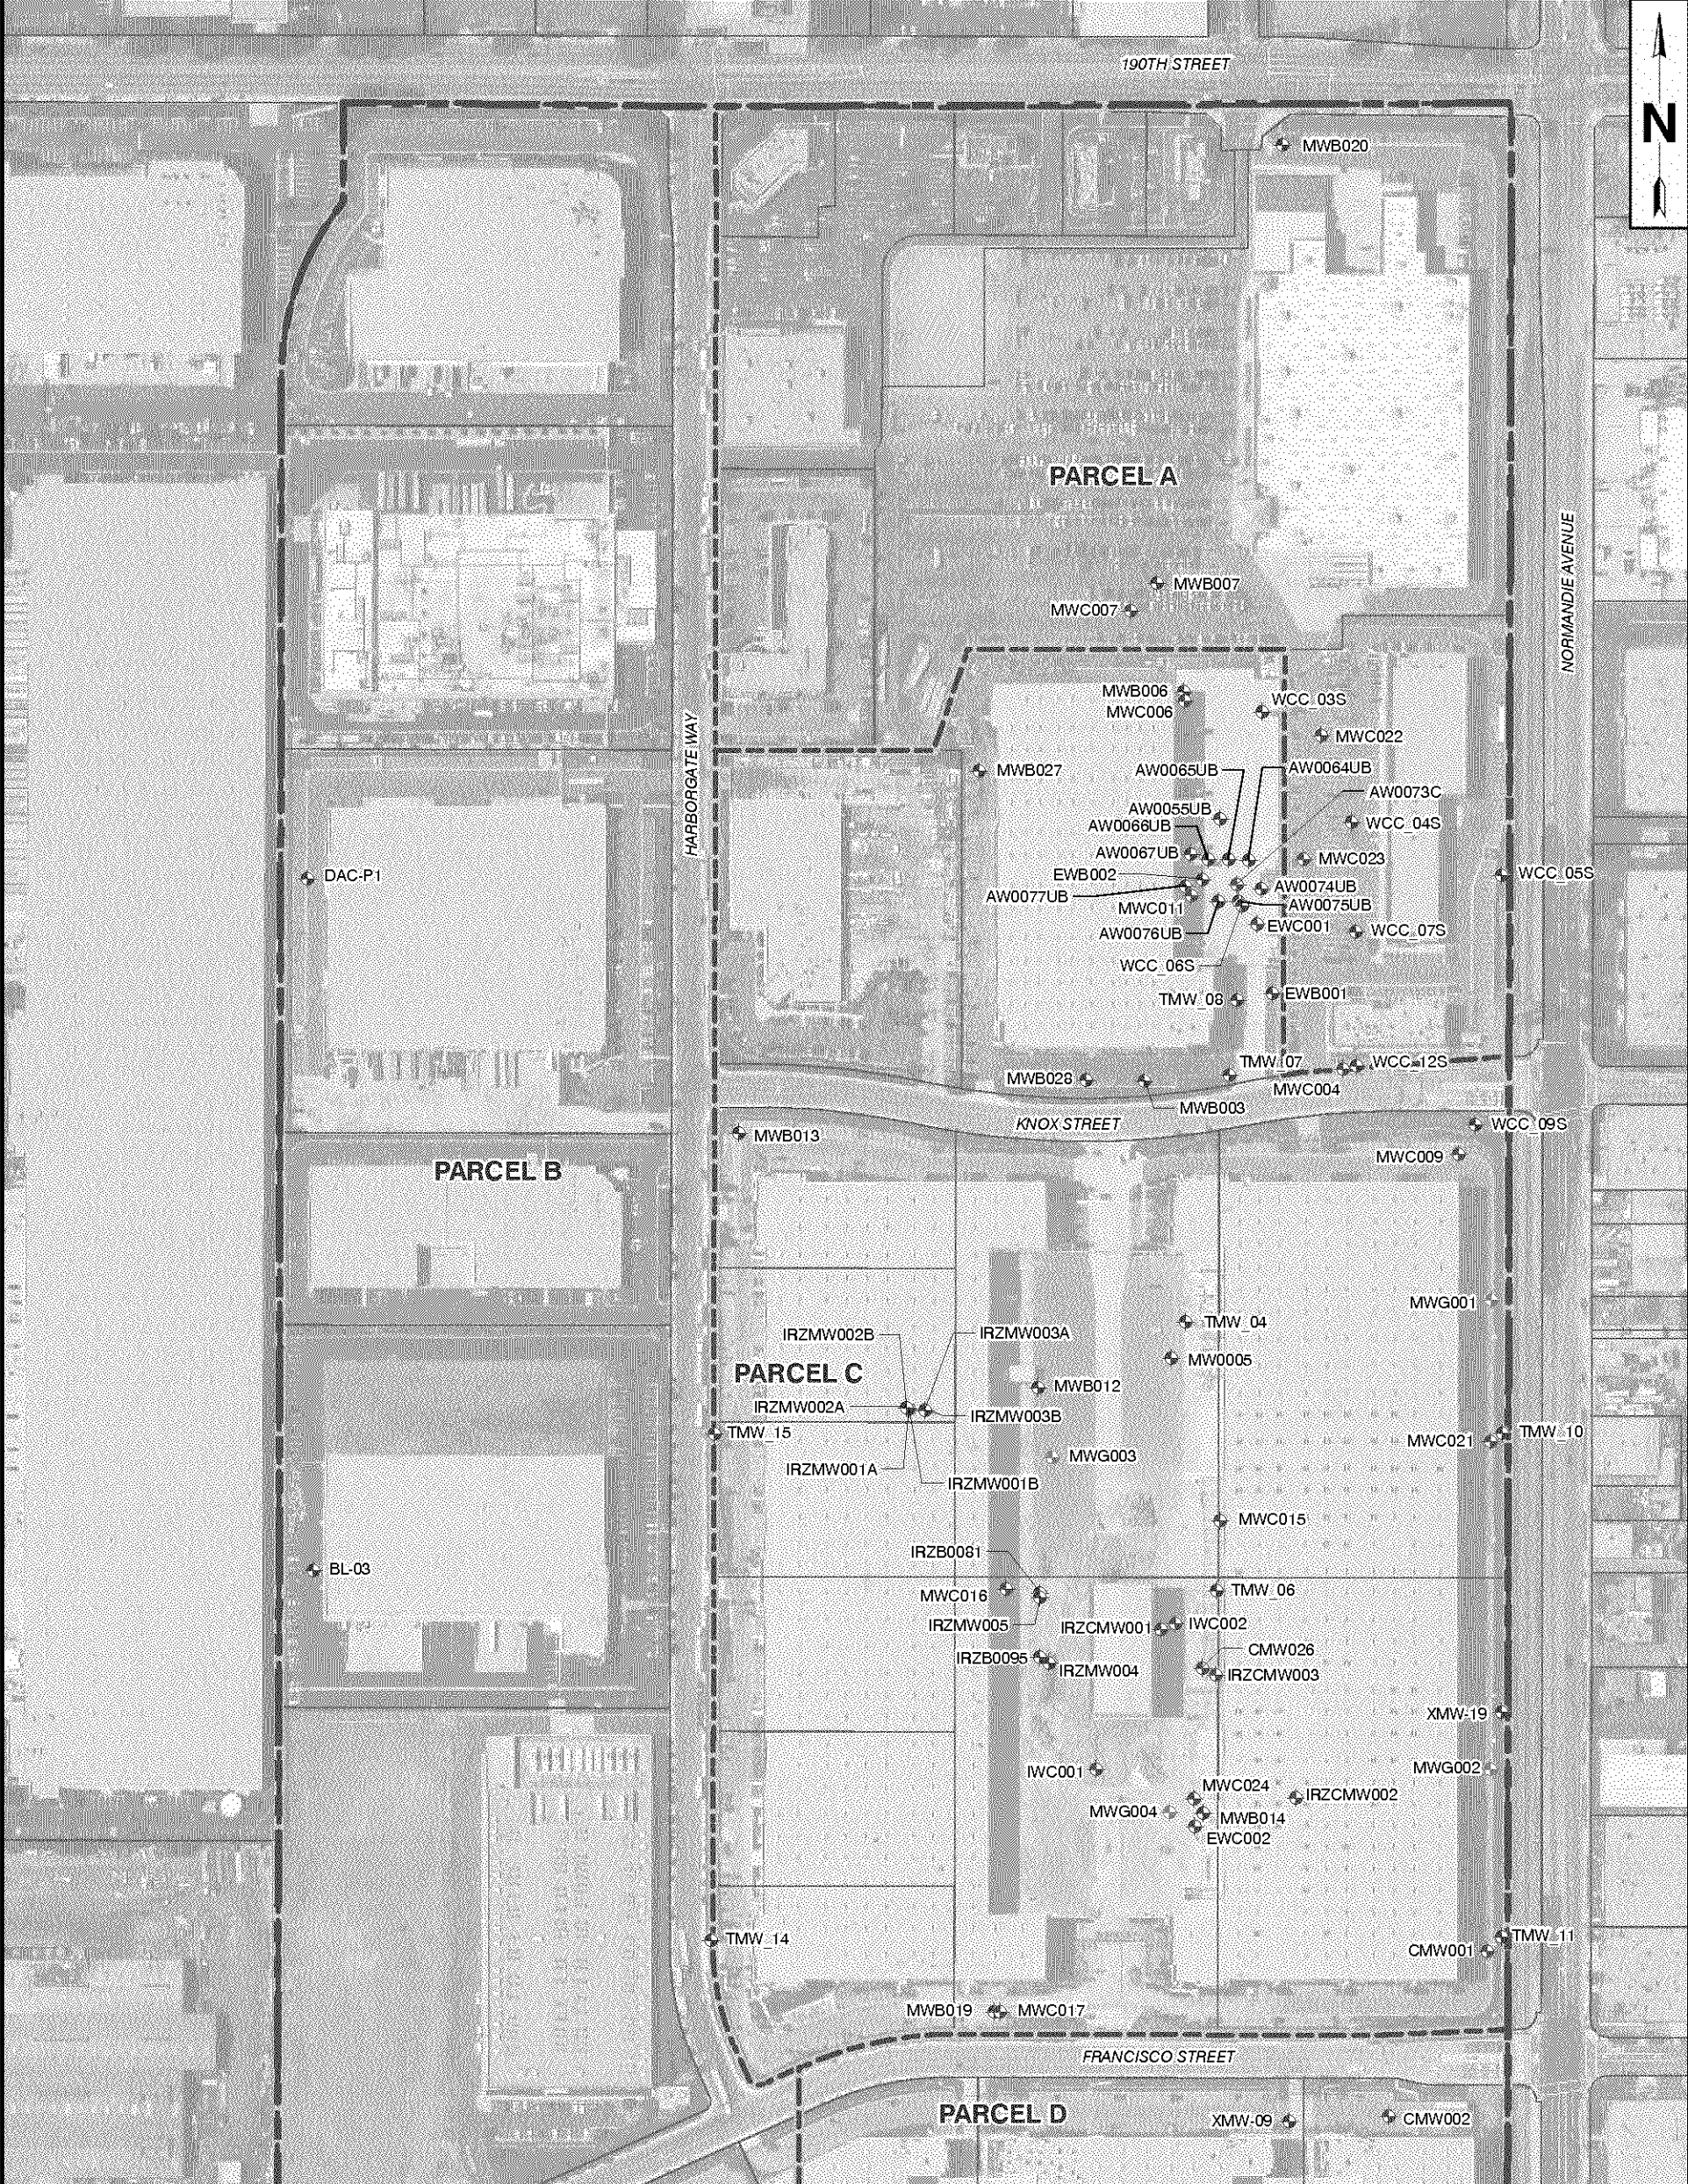 190TH STREET
N
MWB020
PARCEL A
NORMANDIE AVENUE
MWB007
MWC007
MWB006
MWC006
WCC_03S
MWC022
HARBORGATE WAY
MWB027
AW0065UB
AW0064UB
AW0073C
AW0055UB
AW0066UB
WCC_04S
AW0067UB
MWC023
EWB002
DAC-P1
WCC_05S
AW0077UB
AW0074UB
MWC011
AW0075UB
AW0076UB
EWC001
WCC_07S
WCC_06S
TMW_08
EWB001
TMW_07
WCC_12S
MWB028
MWC004
MWB003
KNOX STREET
WCC_09S
MWB013
MWC009
PARCEL B
MWG001
TMW_04
IRZMW002B
IRZMW003A
MW0005
PARCEL C
MWB012
IRZMW002A
IRZMW003B
TMW_15
TMW_10
MWC021
MWG003
IRZMW001A
IRZMW001B
MWC015
IRZB0081
BL-03
MWC016
TMW_06
IRZMW005
IRZCMW001
IWC002
CMW026
IRZB0095
IRZMW004
IRZCMW003
XMW-19
IWC001
MWG002
MWC024
IRZCMW002
MWG004
MWB014
EWC002
TMW_14
TMW_11
CMW001
MWB019
MWC017
FRANCISCO STREET
PARCEL D
XMW-09
CMW002